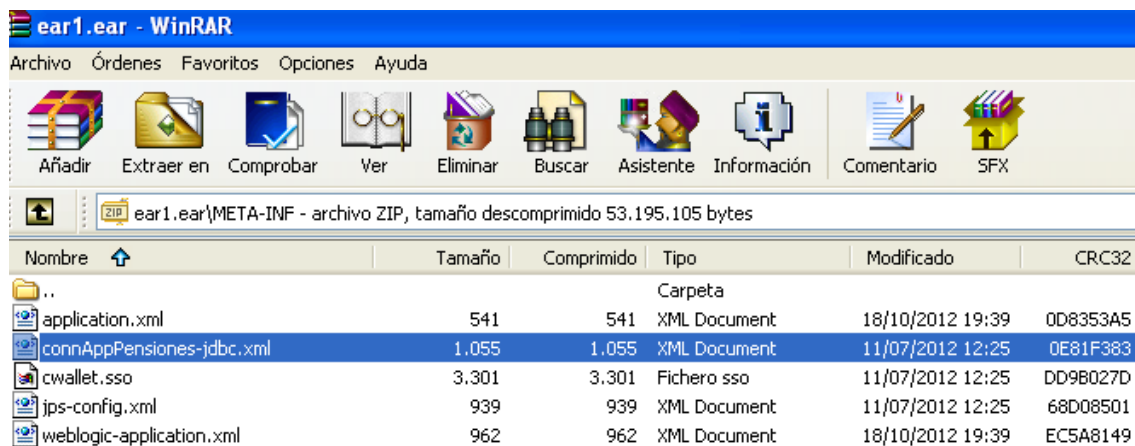 ear1.ear - WinRAR
Archivo Órdenes Favoritos Opciones Ayuda
Añadir Extraer en Comprobar Ver Eliminar Buscar Asistente Información Comentario SFX
ZIP ear1.ear\META-INF - archivo ZIP, tamaño descomprimido 53.195.105 bytes
Nombre Tamaño Comprimido Tipo Modificado CRC32
.. Carpeta
application.xml 541 541 XML Document 18/10/2012 19:39 0D8353A5
connAppPensiones-jdbc.xml 1.055 1.055 XML Document 11/07/2012 12:25 0E81F383
cwallet.sso 3.301 3.301 Fichero sso 11/07/2012 12:25 DD9B027D
jps-config.xml 939 939 XML Document 11/07/2012 12:25 68D08501
weblogic-application.xml 962 962 XML Document 18/10/2012 19:39 EC5A8149